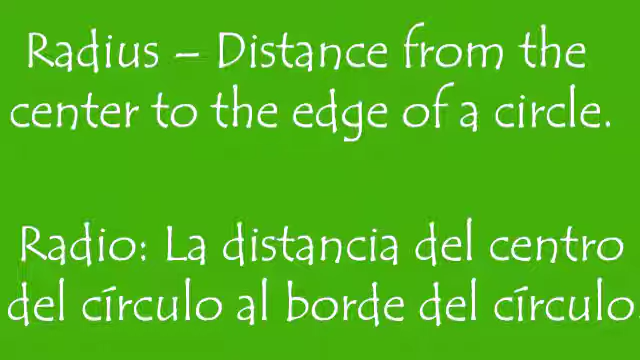 Radius – Distance from the
center to the edge of a circle.
Radio: La distancia del centro
del círculo al borde del círculo.